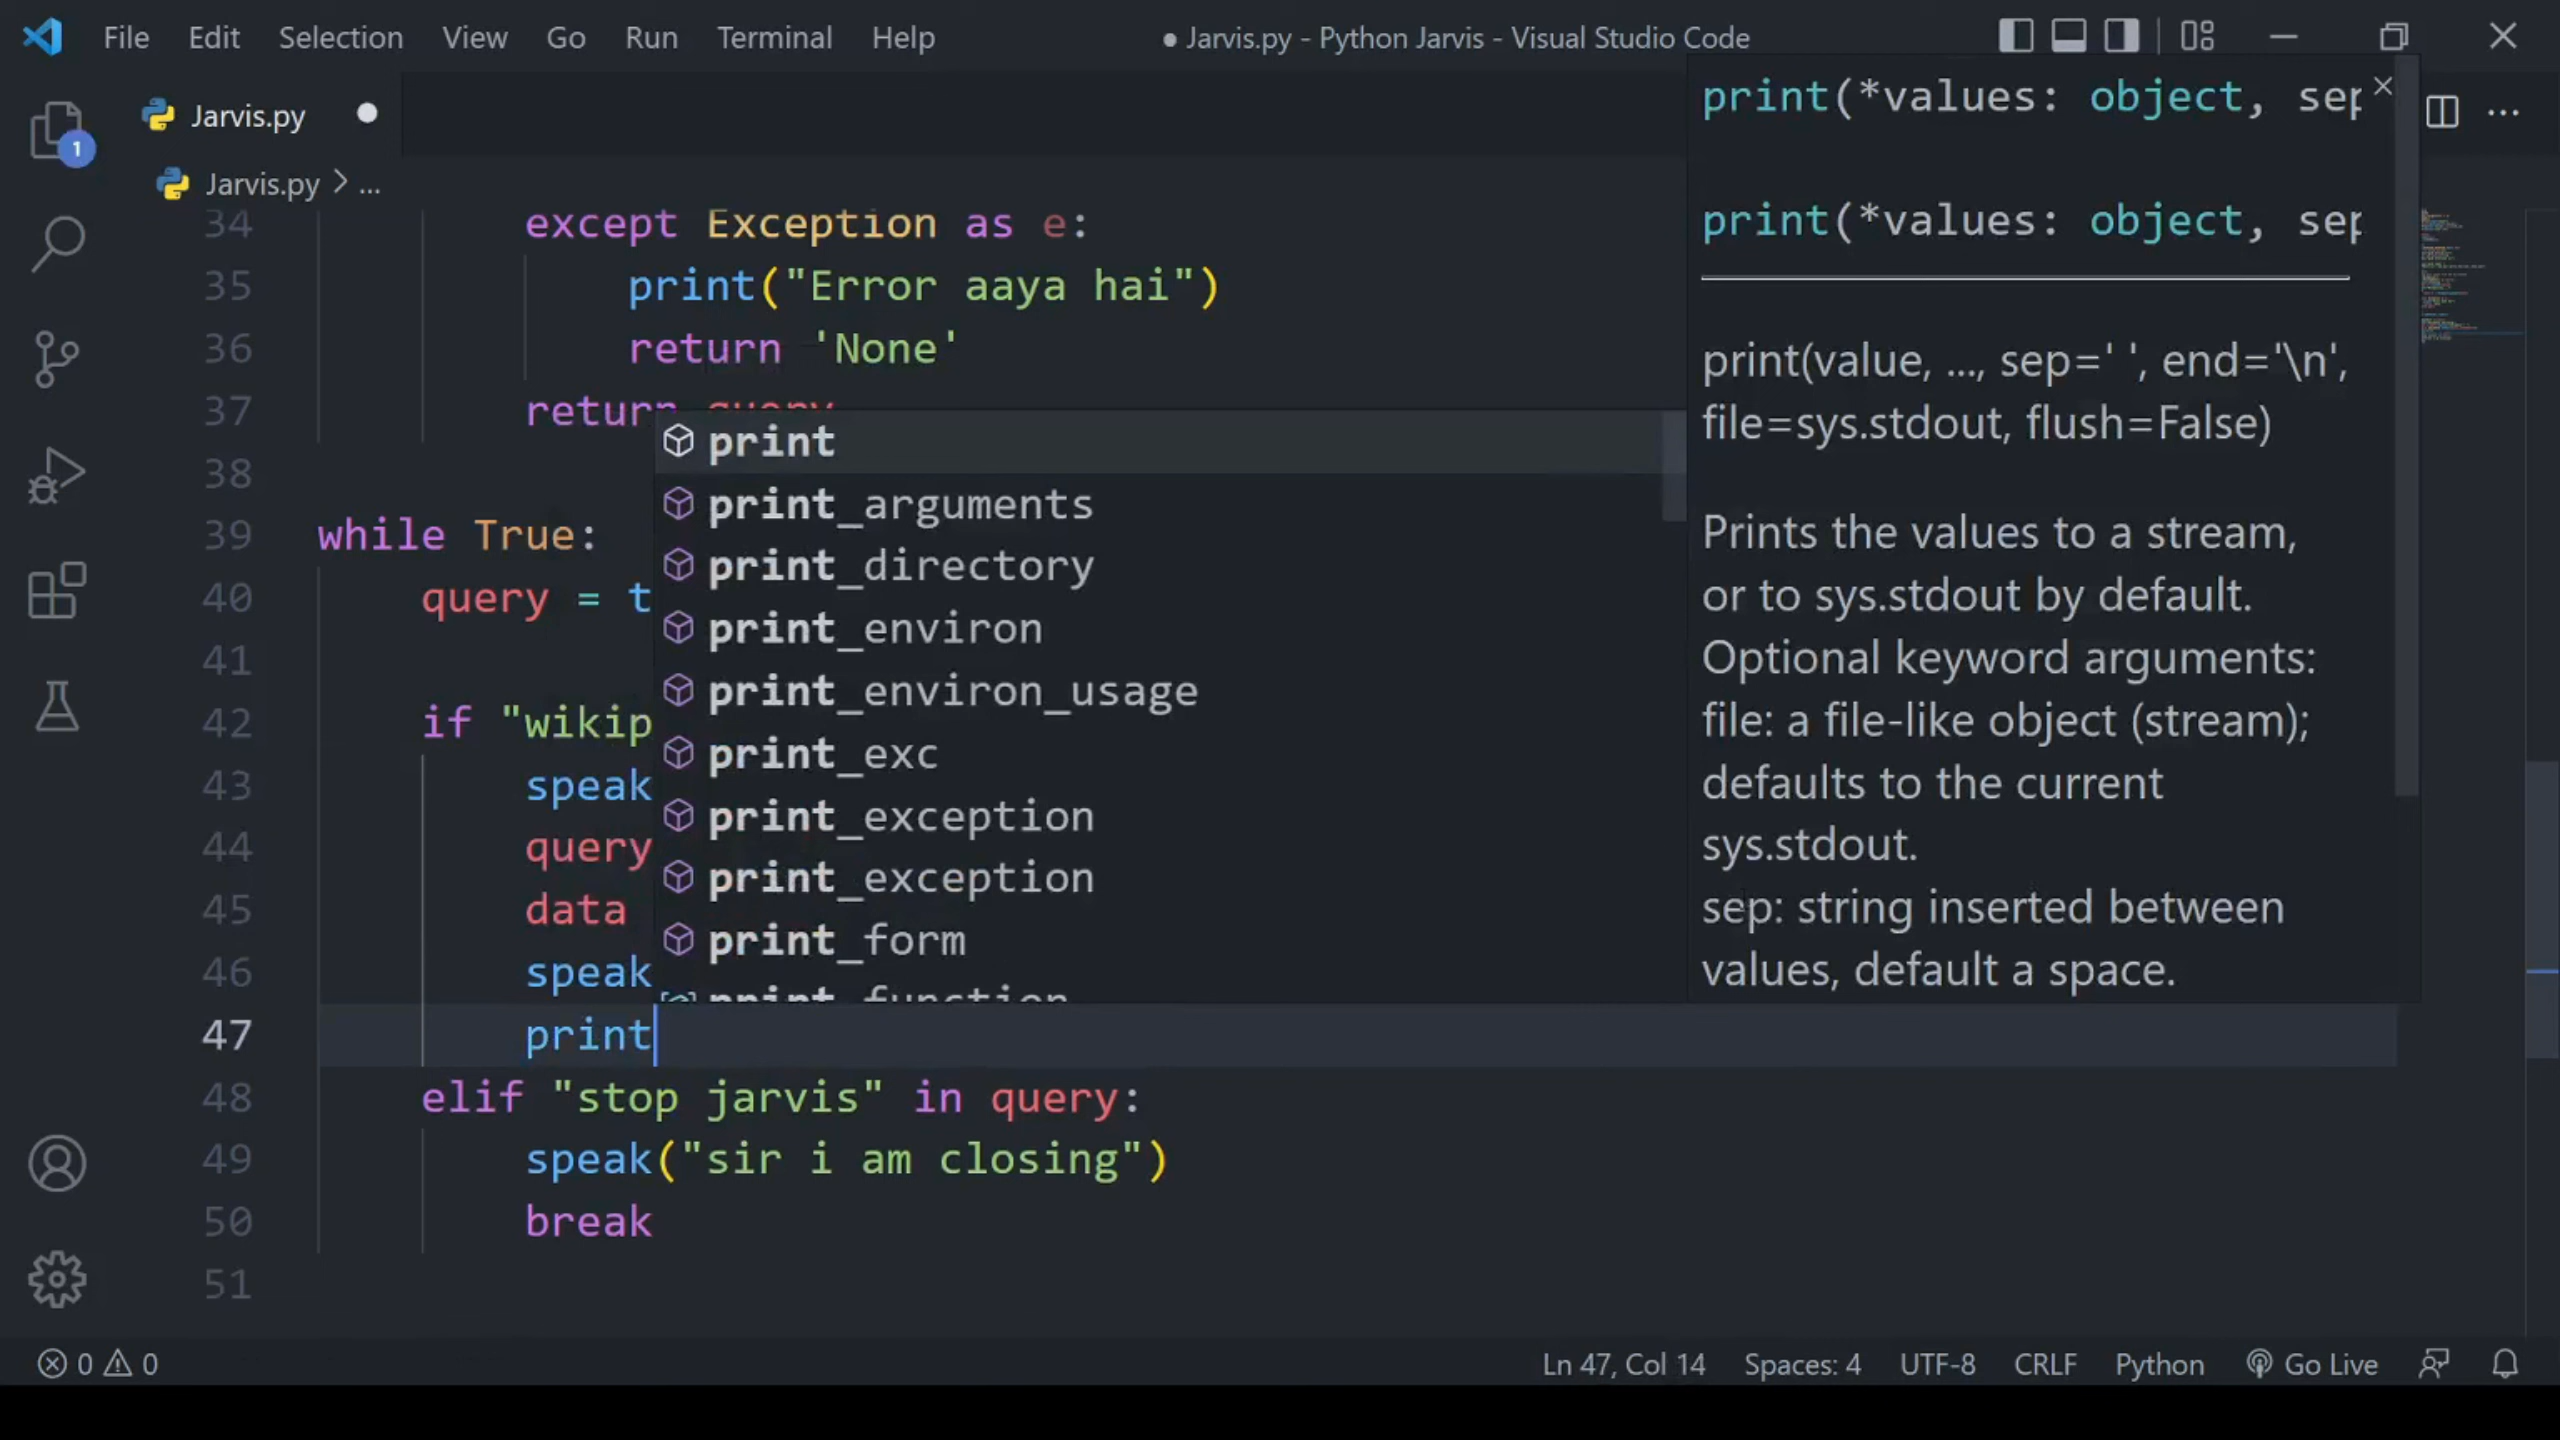 File Edit Selection View Go Run Terminal Help
● Jarvis.py - Python Jarvis - Visual Studio Code
Jarvis.py ●
Jarvis.py > ...
1
34 except Exception as e:
35 print("Error aaya hai")
36 return 'None'
37 return query
38
39 while True:
40 query = t
41
42 if "wikip
43 speak
44 query
45 data
46 speak
47 print
48 elif "stop jarvis" in query:
49 speak("sir i am closing")
50 break
51
print
print_arguments
print_directory
print_environ
print_environ_usage
print_exc
print_exception
print_exception
print_form
print_function
print(*values: object, sep
print(*values: object, sep
print(value, ..., sep=' ', end='\n',
file=sys.stdout, flush=False)
Prints the values to a stream,
or to sys.stdout by default.
Optional keyword arguments:
file: a file-like object (stream);
defaults to the current
sys.stdout.
sep: string inserted between
values, default a space.
0 0
Ln 47, Col 14 Spaces: 4 UTF-8 CRLF Python Go Live